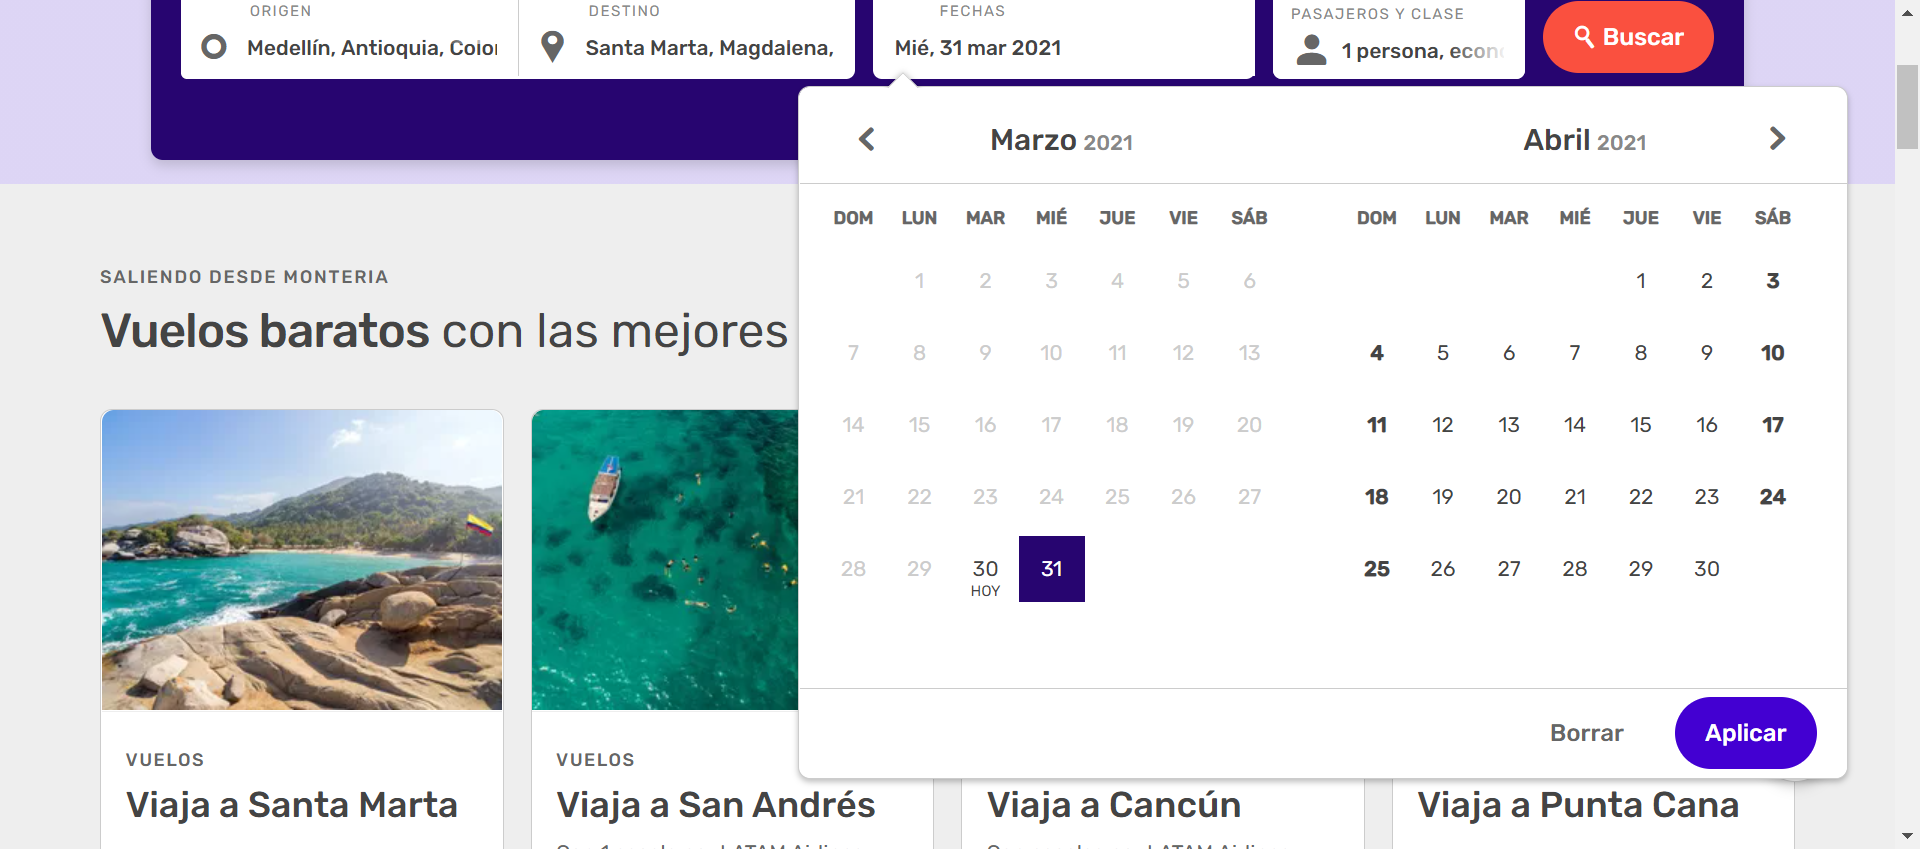 ORIGEN
DESTINO
FECHAS
PASAJEROS Y CLASE
Medellín, Antioquia, Color
Santa Marta, Magdalena,
Mié, 31 mar 2021
1 persona, econo
Buscar
Marzo 2021
Abril 2021
DOM LUN MAR MIÉ JUE VIE SÁB
1 2 3 4 5 6
7 8 9 10 11 12 13
14 15 16 17 18 19 20
21 22 23 24 25 26 27
28 29 30 31
HOY
DOM LUN MAR MIÉ JUE VIE SÁB
1 2 3
4 5 6 7 8 9 10
11 12 13 14 15 16 17
18 19 20 21 22 23 24
25 26 27 28 29 30
Borrar
Aplicar
SALIENDO DESDE MONTERIA
Vuelos baratos con las mejores
VUELOS
Viaja a Santa Marta
VUELOS
Viaja a San Andrés
Viaja a Cancún
Viaja a Punta Cana